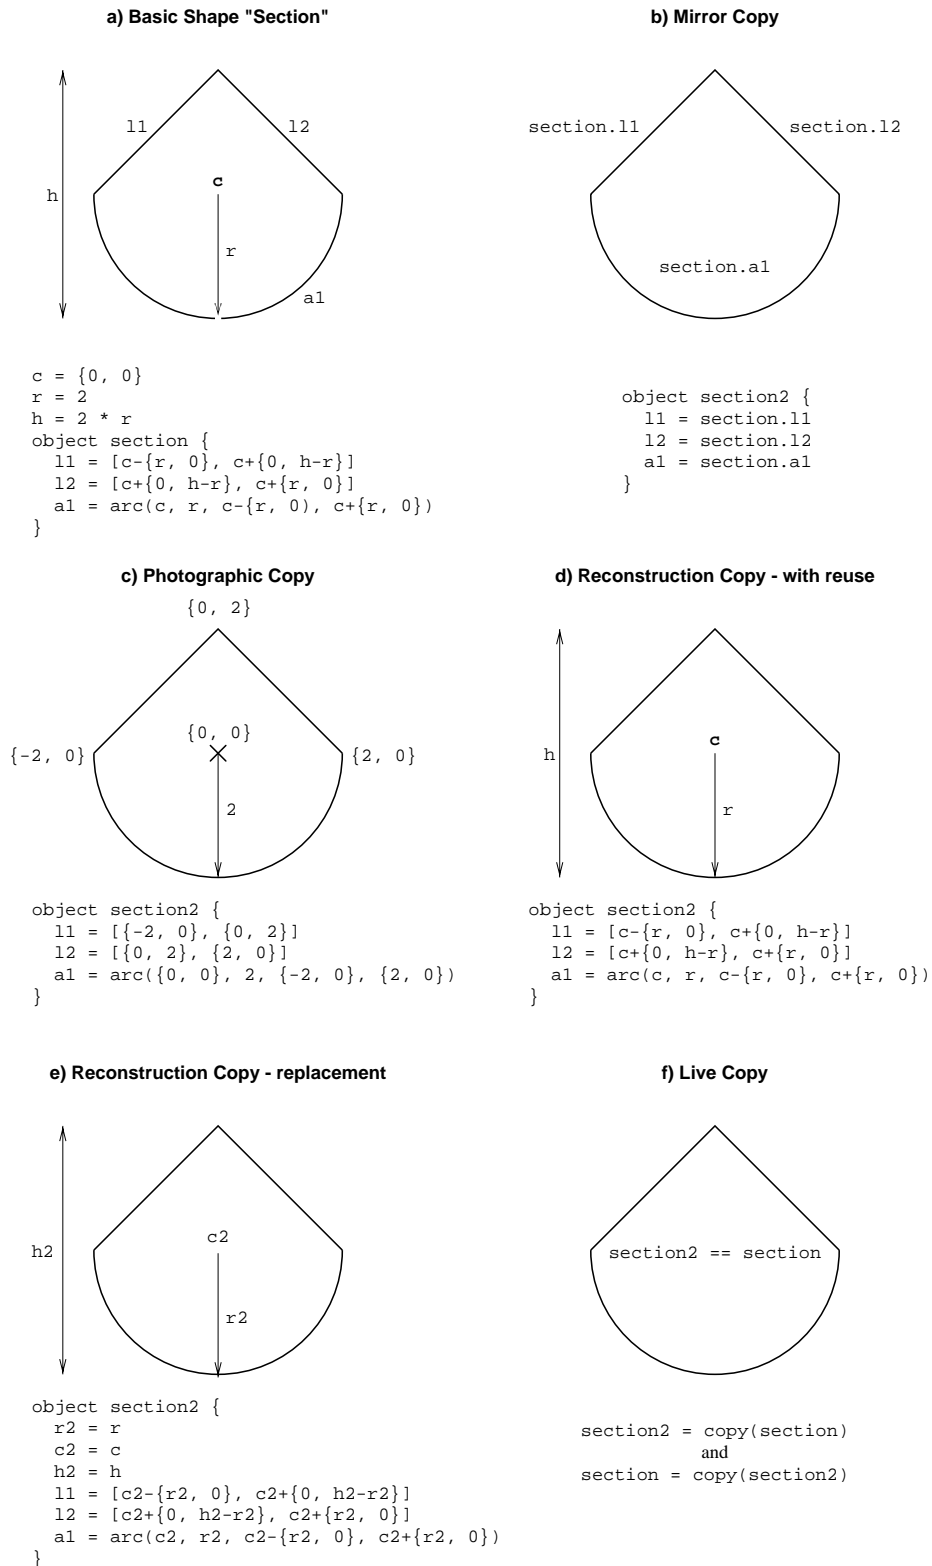 a) Basic Shape "Section"
l1
l2
c
h
r
a1
c = {0, 0}
r = 2
h = 2 * r
object section {
l1 = [c-{r, 0}, c+{0, h-r}]
l2 = [c+{0, h-r}, c+{r, 0}]
a1 = arc(c, r, c-{r, 0), c+{r, 0})
}
b) Mirror Copy
section.l1
section.l2
section.a1
object section2 {
l1 = section.l1
l2 = section.l2
a1 = section.a1
}
c) Photographic Copy
{0, 2}
{0, 0}
{-2, 0}
{2, 0}
2
object section2 {
l1 = [{-2, 0}, {0, 2}]
l2 = [{0, 2}, {2, 0}]
a1 = arc({0, 0}, 2, {-2, 0}, {2, 0})
}
d) Reconstruction Copy - with reuse
c
h
r
object section2 {
l1 = [c-{r, 0}, c+{0, h-r}]
l2 = [c+{0, h-r}, c+{r, 0}]
a1 = arc(c, r, c-{r, 0}, c+{r, 0})
}
e) Reconstruction Copy - replacement
c2
h2
r2
object section2 {
r2 = r
c2 = c
h2 = h
l1 = [c2-{r2, 0}, c2+{0, h2-r2}]
l2 = [c2+{0, h2-r2}, c2+{r2, 0}]
a1 = arc(c2, r2, c2-{r2, 0}, c2+{r2, 0})
}
f) Live Copy
section2 == section
section2 = copy(section)
and
section = copy(section2)